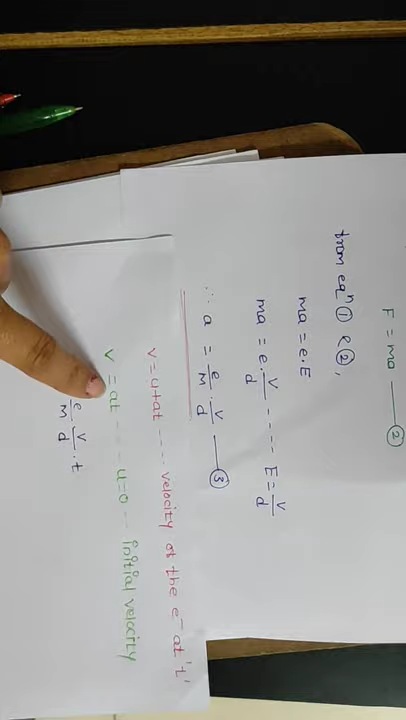 F = ma —— ②
from eqⁿ ① & ②,
ma = e.E
ma = e. V/d ---- E = V/d
∴ a = e/m . V/d —— ③
v = u+at ---- velocity of the e⁻ at 't'
v = at --- u=0 -- initial velocity
e/m V/d . t